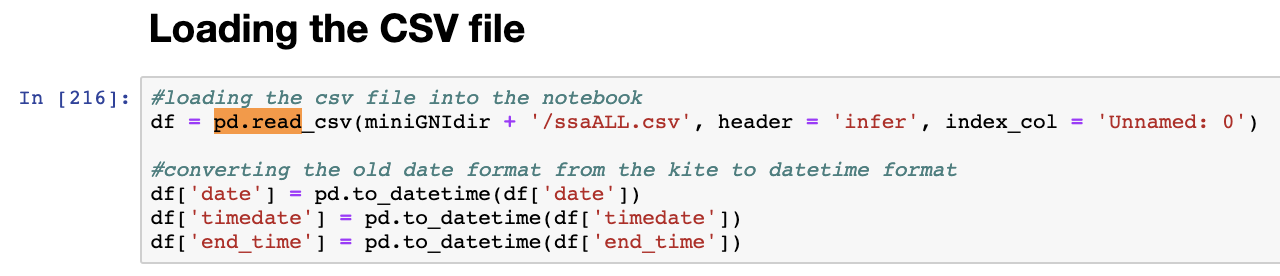 Loading the CSV file
In [216]:
#loading the csv file into the notebook
df = pd.read_csv(miniGNIdir + '/ssaALL.csv', header = 'infer', index_col = 'Unnamed: 0')
#converting the old date format from the kite to datetime format
df['date'] = pd.to_datetime(df['date'])
df['timedate'] = pd.to_datetime(df['timedate'])
df['end_time'] = pd.to_datetime(df['end_time'])